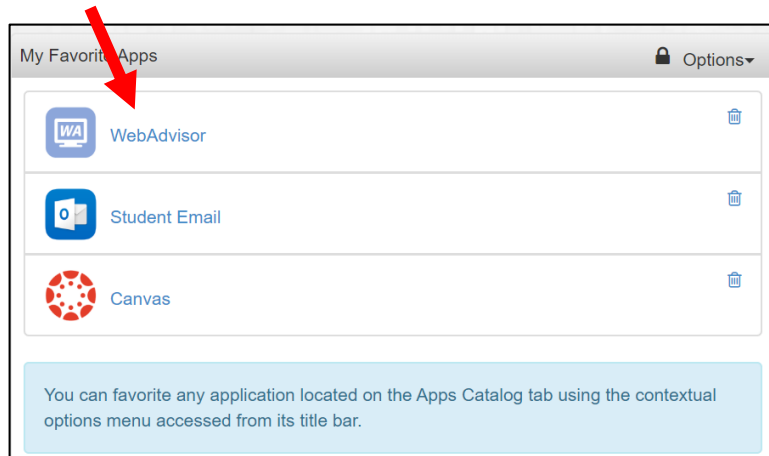 My Favorite Apps
Options
WA
WebAdvisor
o
Student Email
Canvas
You can favorite any application located on the Apps Catalog tab using the contextual
options menu accessed from its title bar.